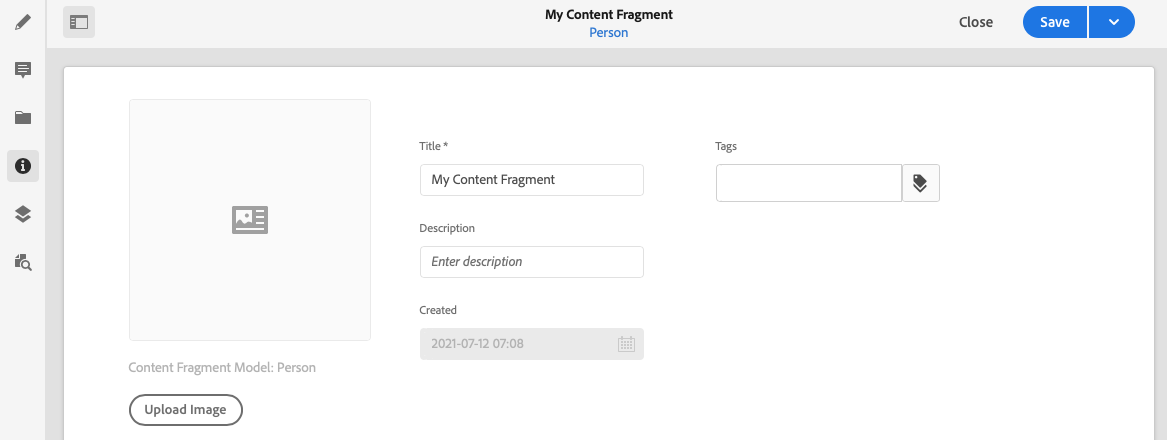 My Content Fragment
Person
Close
Save
Title *
My Content Fragment
Tags
Description
Enter description
Created
2021-07-12 07:08
Content Fragment Model: Person
Upload Image